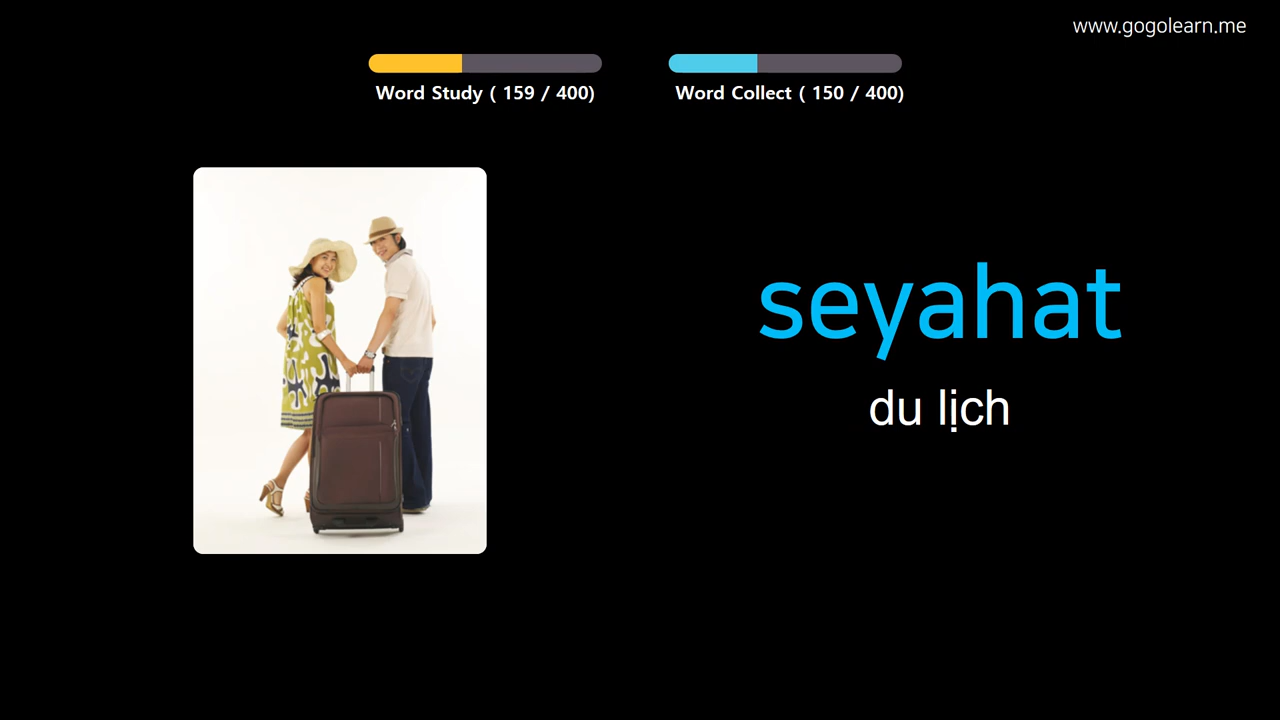 www.gogolearn.me
Word Study ( 159 / 400)
Word Collect ( 150 / 400)
seyahat
du lịch